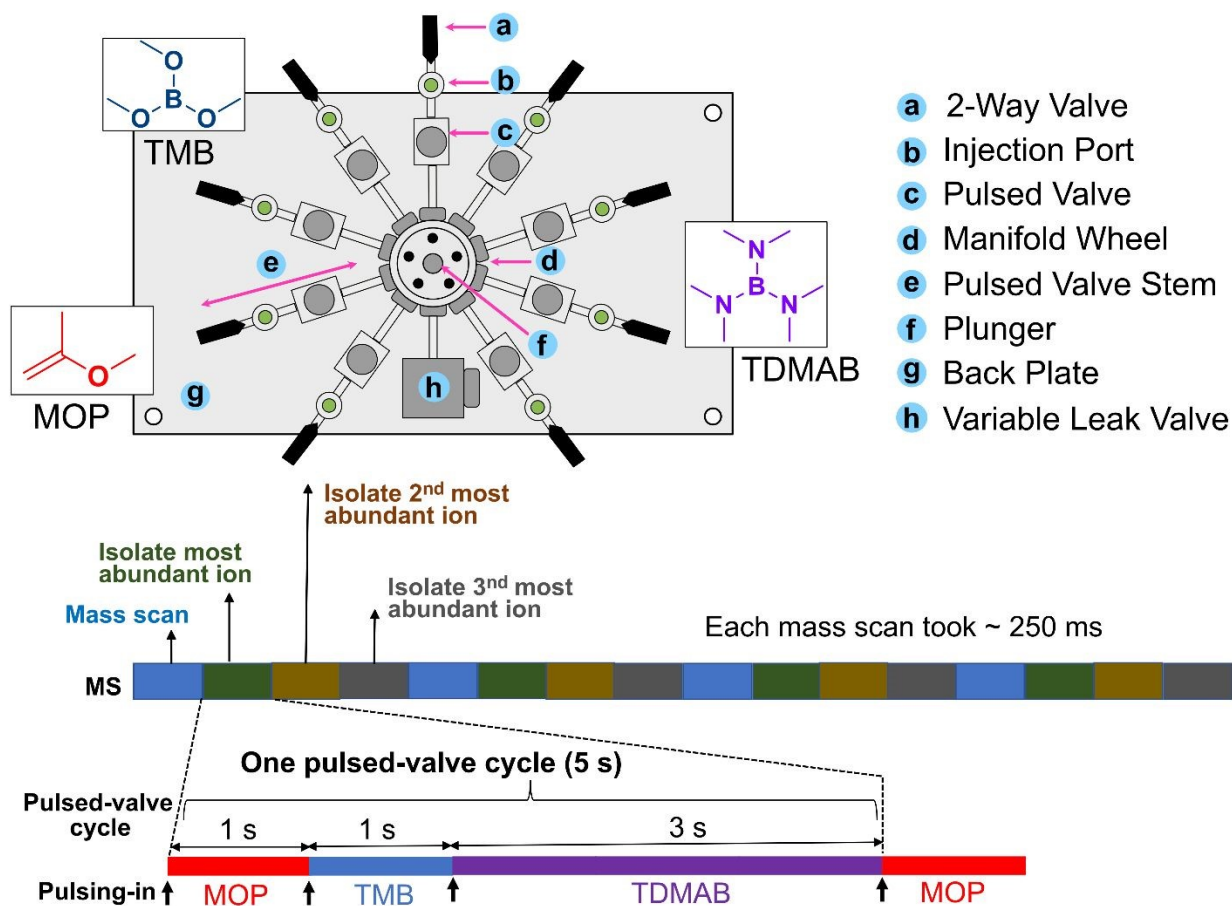 a
b
c
d
e
f
g
h
O
B
O
O
TMB
O
MOP
N
B
N
N
TDMAB
a 2-Way Valve
b Injection Port
c Pulsed Valve
d Manifold Wheel
e Pulsed Valve Stem
f Plunger
g Back Plate
h Variable Leak Valve
Isolate 2nd most
abundant ion
Isolate most
abundant ion
Isolate 3nd most
abundant ion
Mass scan
Each mass scan took ~ 250 ms
MS
One pulsed-valve cycle (5 s)
Pulsed-valve
cycle
1 s
1 s
3 s
Pulsing-in
MOP
TMB
TDMAB
MOP